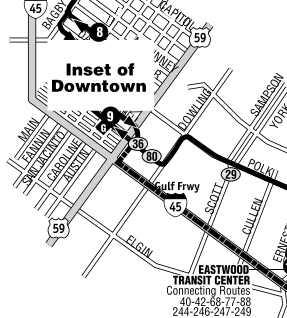 45
BAGBY
CAPITOL
8
59
Inset of
Downtown
9
6
DOWLING
SAMPSON
YORK
MAIN
FANNIN
SAN JACINTO
CAROLINE
AUSTIN
36
80
POLK
29
Gulf Frwy
45
SCOTT
CULLEN
59
ELGIN
EASTWOOD
TRANSIT CENTER
Connecting Routes
40-42-68-77-88
244-246-247-249